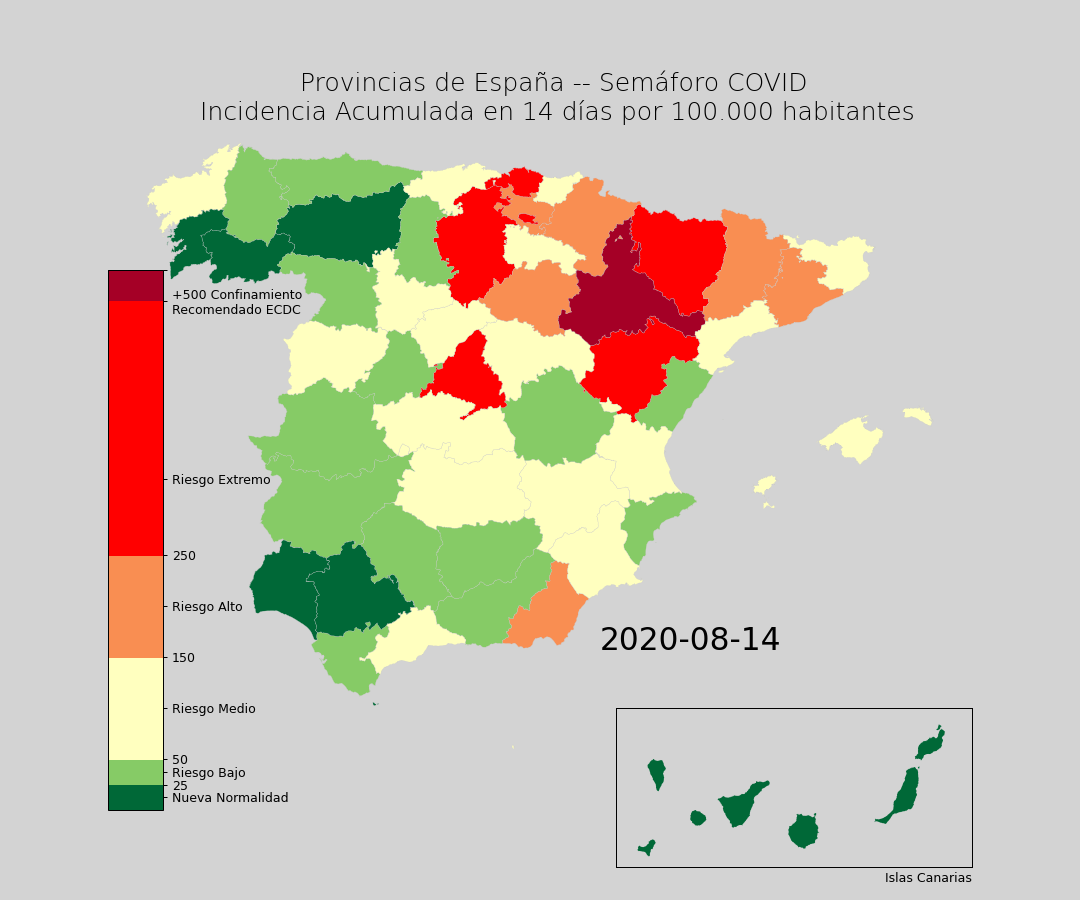 Provincias de España -- Semáforo COVID
Incidencia Acumulada en 14 días por 100.000 habitantes
+500 Confinamiento
Recomendado ECDC
Riesgo Extremo
250
Riesgo Alto
150
Riesgo Medio
50
Riesgo Bajo
25
Nueva Normalidad
2020-08-14
Islas Canarias